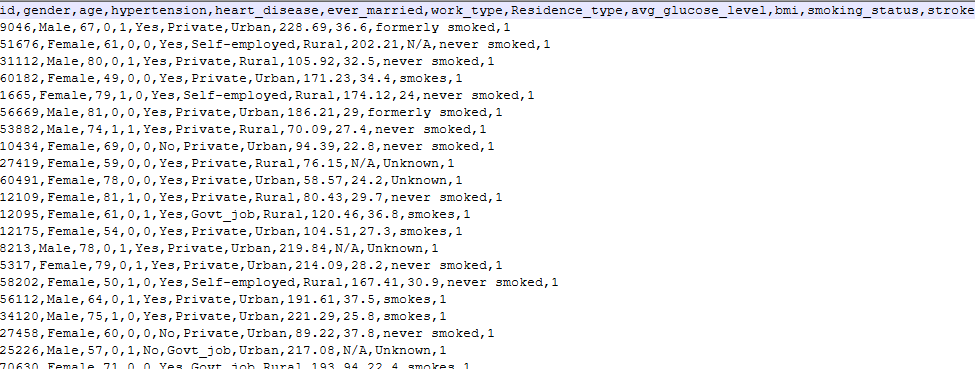 id,gender,age,hypertension,heart_disease,ever_married,work_type,Residence_type,avg_glucose_level,bmi,smoking_status,stroke
9046,Male,67,0,1,Yes,Private,Urban,228.69,36.6,formerly smoked,1
51676,Female,61,0,0,Yes,Self-employed,Rural,202.21,N/A,never smoked,1
31112,Male,80,0,1,Yes,Private,Rural,105.92,32.5,never smoked,1
60182,Female,49,0,0,Yes,Private,Urban,171.23,34.4,smokes,1
1665,Female,79,1,0,Yes,Self-employed,Rural,174.12,24,never smoked,1
56669,Male,81,0,0,Yes,Private,Urban,186.21,29,formerly smoked,1
53882,Male,74,1,1,Yes,Private,Rural,70.09,27.4,never smoked,1
10434,Female,69,0,0,No,Private,Urban,94.39,22.8,never smoked,1
27419,Female,59,0,0,Yes,Private,Rural,76.15,N/A,Unknown,1
60491,Female,78,0,0,Yes,Private,Urban,58.57,24.2,Unknown,1
12109,Female,81,1,0,Yes,Private,Rural,80.43,29.7,never smoked,1
12095,Female,61,0,1,Yes,Govt_job,Rural,120.46,36.8,smokes,1
12175,Female,54,0,0,Yes,Private,Urban,104.51,27.3,smokes,1
8213,Male,78,0,1,Yes,Private,Urban,219.84,N/A,Unknown,1
5317,Female,79,0,1,Yes,Private,Urban,214.09,28.2,never smoked,1
58202,Female,50,1,0,Yes,Self-employed,Rural,167.41,30.9,never smoked,1
56112,Male,64,0,1,Yes,Private,Urban,191.61,37.5,smokes,1
34120,Male,75,1,0,Yes,Private,Urban,221.29,25.8,smokes,1
27458,Female,60,0,0,No,Private,Urban,89.22,37.8,never smoked,1
25226,Male,57,0,1,No,Govt_job,Urban,217.08,N/A,Unknown,1
70630,Female,71,0,0,Yes,Govt_job,Rural,193.94,22.4,smokes,1